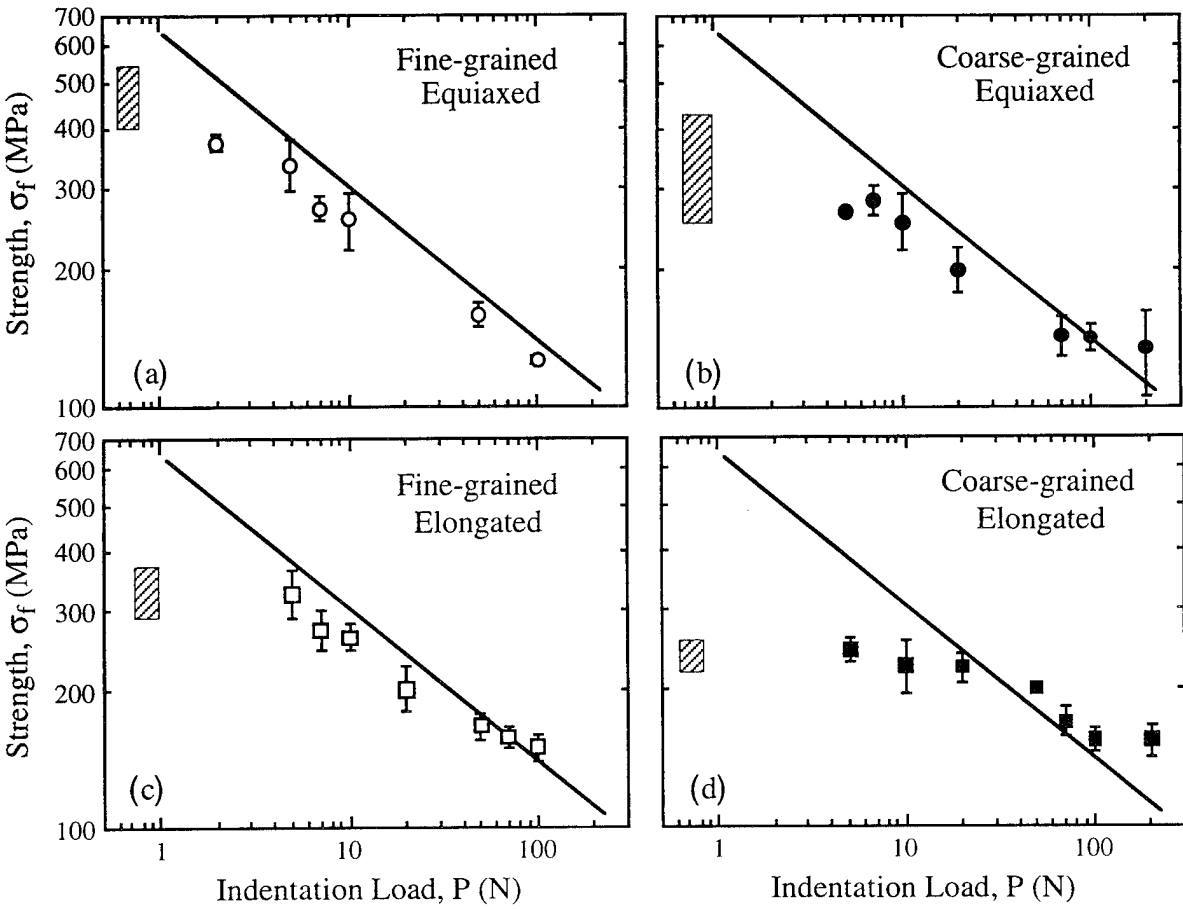 700
600
500
400
300
200
100
Strength, σf (MPa)
Fine-grained
Equiaxed
(a)
Coarse-grained
Equiaxed
(b)
700
600
500
400
300
200
100
Strength, σf (MPa)
Fine-grained
Elongated
(c)
1
10
100
Indentation Load, P (N)
Coarse-grained
Elongated
(d)
1
10
100
Indentation Load, P (N)